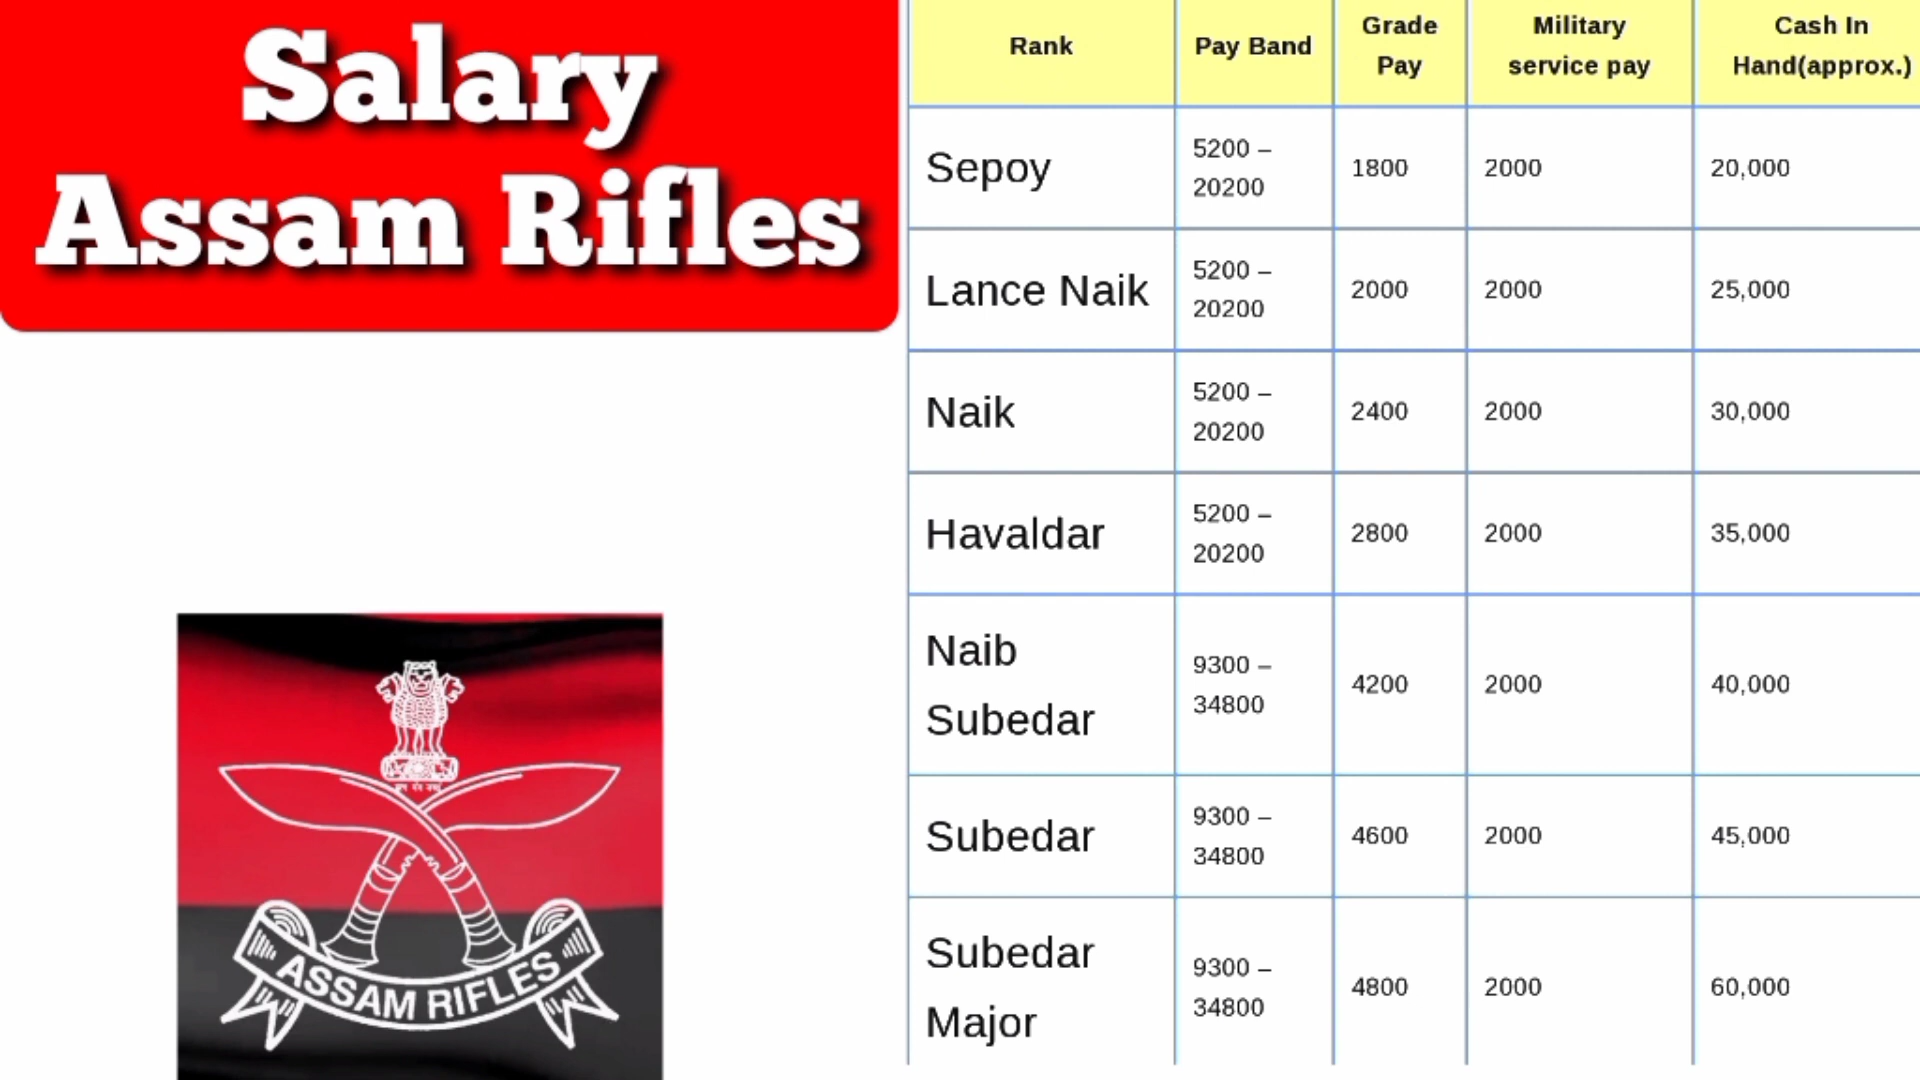 Salary
Assam Rifles
ASSAM RIFLES
Rank
Pay Band
Grade
Pay
Military
service pay
Cash In
Hand(approx.)
Sepoy
5200 –
20200
1800
2000
20,000
Lance Naik
5200 –
20200
2000
2000
25,000
Naik
5200 –
20200
2400
2000
30,000
Havaldar
5200 –
20200
2800
2000
35,000
Naib
Subedar
9300 –
34800
4200
2000
40,000
Subedar
9300 –
34800
4600
2000
45,000
Subedar
Major
9300 –
34800
4800
2000
60,000